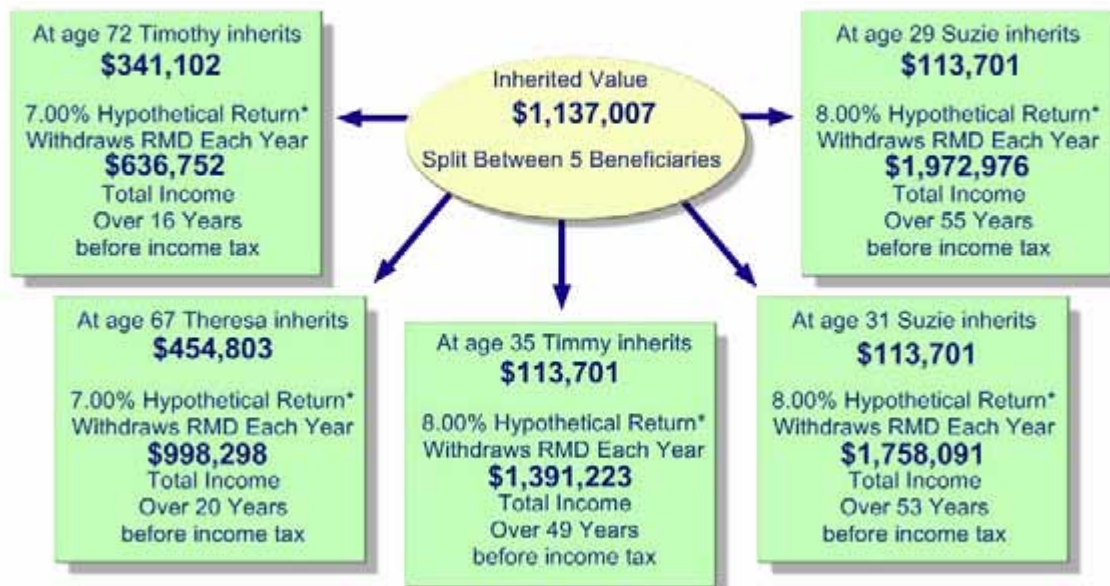 Inherited Value
$1,137,007
Split Between 5 Beneficiaries
At age 72 Timothy inherits
$341,102
7.00% Hypothetical Return*
Withdraws RMD Each Year
$636,752
Total Income
Over 16 Years
before income tax
At age 29 Suzie inherits
$113,701
8.00% Hypothetical Return*
Withdraws RMD Each Year
$1,972,976
Total Income
Over 55 Years
before income tax
At age 67 Theresa inherits
$454,803
7.00% Hypothetical Return*
Withdraws RMD Each Year
$998,298
Total Income
Over 20 Years
before income tax
At age 35 Timmy inherits
$113,701
8.00% Hypothetical Return*
Withdraws RMD Each Year
$1,391,223
Total Income
Over 49 Years
before income tax
At age 31 Suzie inherits
$113,701
8.00% Hypothetical Return*
Withdraws RMD Each Year
$1,758,091
Total Income
Over 53 Years
before income tax